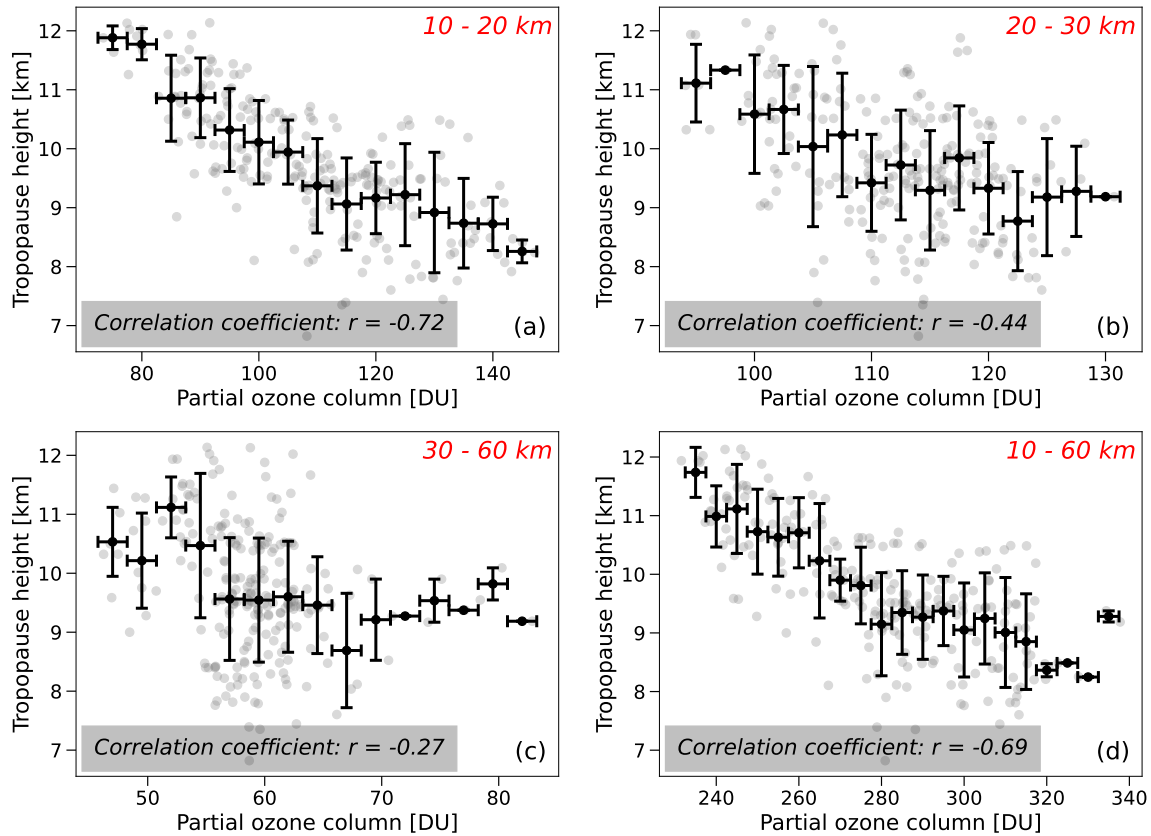 10 - 20 km
Tropopause height [km]
12
11
10
9
8
7
Correlation coefficient: r = -0.72
(a)
80 100 120 140
Partial ozone column [DU]
20 - 30 km
Tropopause height [km]
12
11
10
9
8
7
Correlation coefficient: r = -0.44
(b)
100 110 120 130
Partial ozone column [DU]
30 - 60 km
Tropopause height [km]
12
11
10
9
8
7
Correlation coefficient: r = -0.27
(c)
50 60 70 80
Partial ozone column [DU]
10 - 60 km
Tropopause height [km]
12
11
10
9
8
7
Correlation coefficient: r = -0.69
(d)
240 260 280 300 320 340
Partial ozone column [DU]